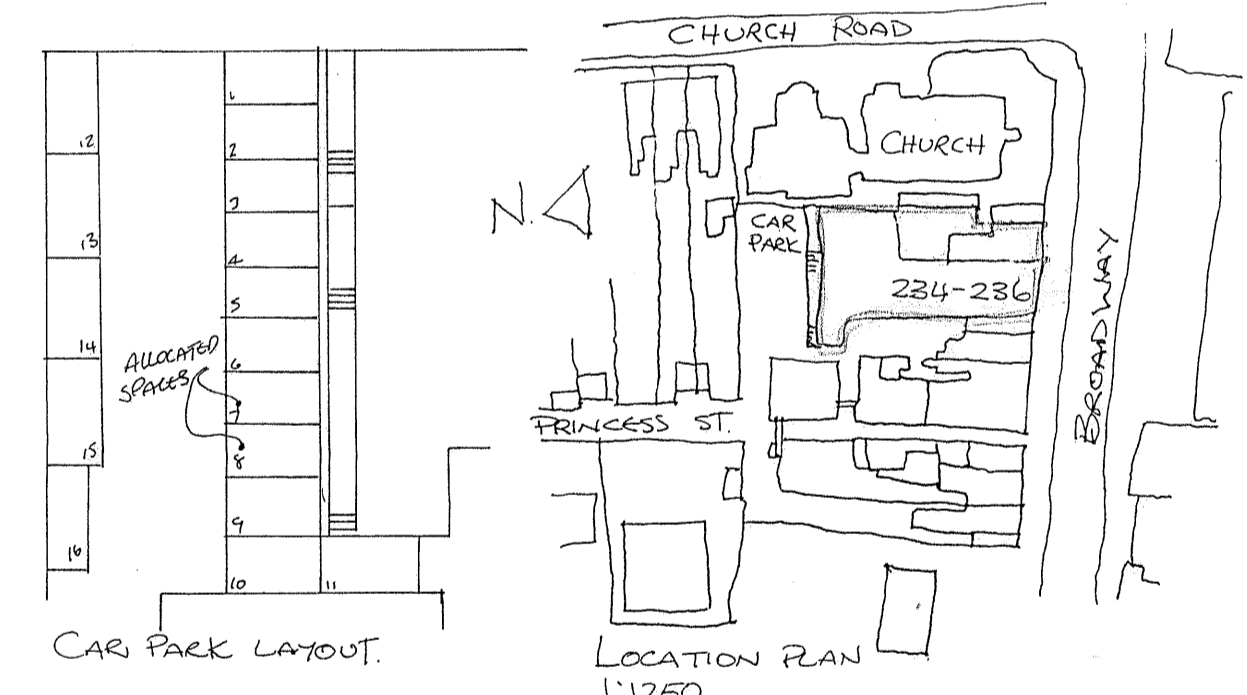 1
2
3
4
5
6
7
8
9
10
11
12
13
14
15
16
ALLOCATED
SPACES
CAR PARK LAYOUT.
CHURCH ROAD
CHURCH
N.
CAR
PARK
234-236
BROADWAY
PRINCESS ST.
LOCATION PLAN
1:1250